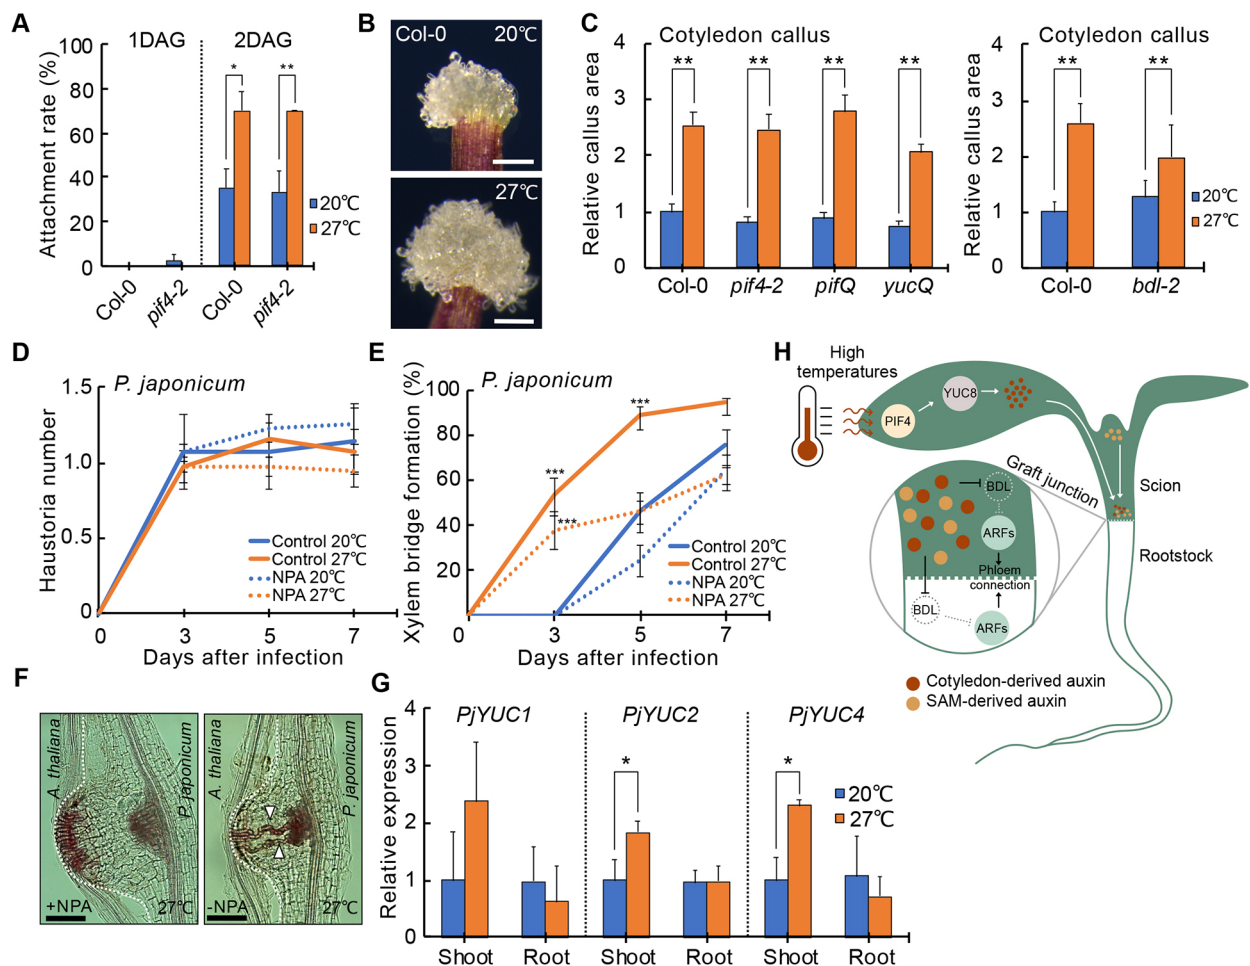 A
Attachment rate (%)
100
80
60
40
20
0
1DAG
2DAG
*
**
Col-0
pif4-2
Col-0
pif4-2
20℃
27℃
B
Col-0
20℃
27℃
C
Relative callus area
4
3
2
1
0
Cotyledon callus
**
**
**
**
Col-0
pif4-2
pifQ
yucQ
Relative callus area
4
3
2
1
0
Cotyledon callus
**
**
Col-0
bdl-2
20℃
27℃
D
Haustoria number
1.5
1.0
0.5
0
P. japonicum
Control 20℃
Control 27℃
NPA 20℃
NPA 27℃
0
3
5
7
Days after infection
E
Xylem bridge formation (%)
100
80
60
40
20
P. japonicum
***
***
***
Control 20℃
Control 27℃
NPA 20℃
NPA 27℃
0
3
5
7
Days after infection
F
A. thaliana
P. japonicum
+NPA
27℃
A. thaliana
P. japonicum
-NPA
27℃
G
Relative expression
4
3
2
1
0
PjYUC1
PjYUC2
PjYUC4
*
*
20℃
27℃
Shoot
Root
Shoot
Root
Shoot
Root
H
High
temperatures
PIF4
YUC8
Graft junction
Scion
Rootstock
BDL
ARFs
Phloem
connection
BDL
ARFs
Cotyledon-derived auxin
SAM-derived auxin